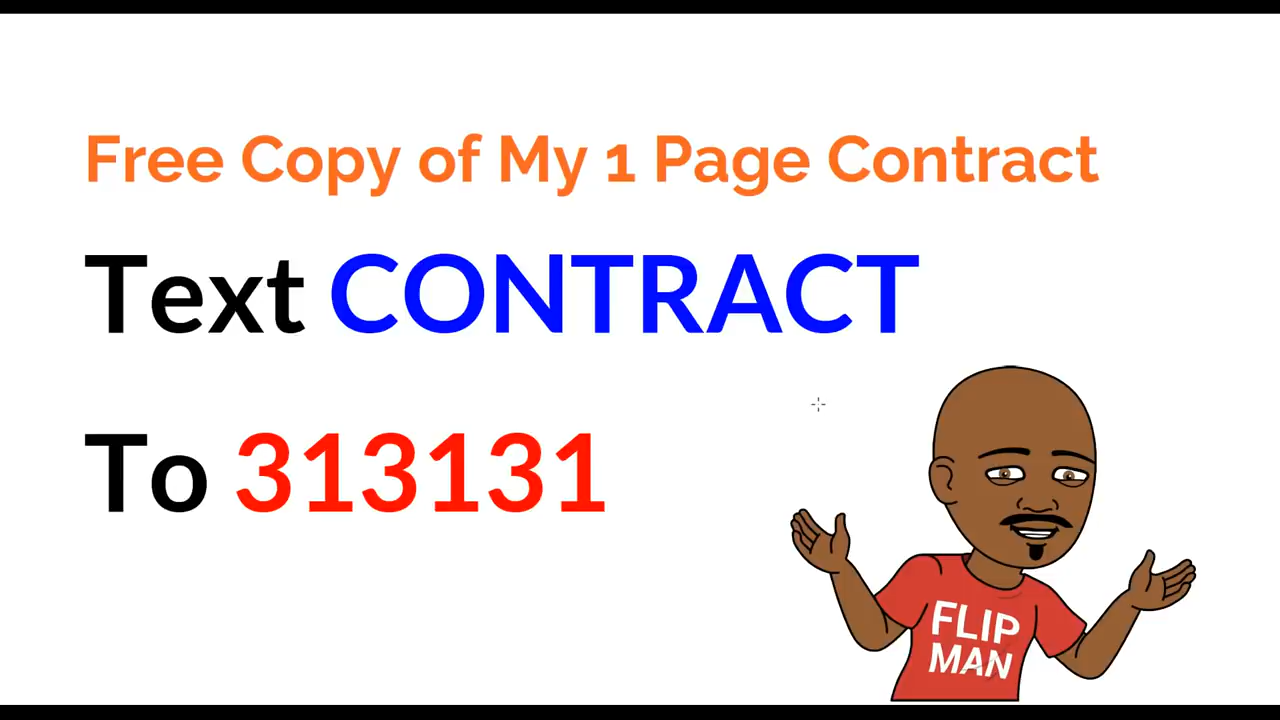 Free Copy of My 1 Page Contract
Text CONTRACT
To 313131
FLIP
MAN